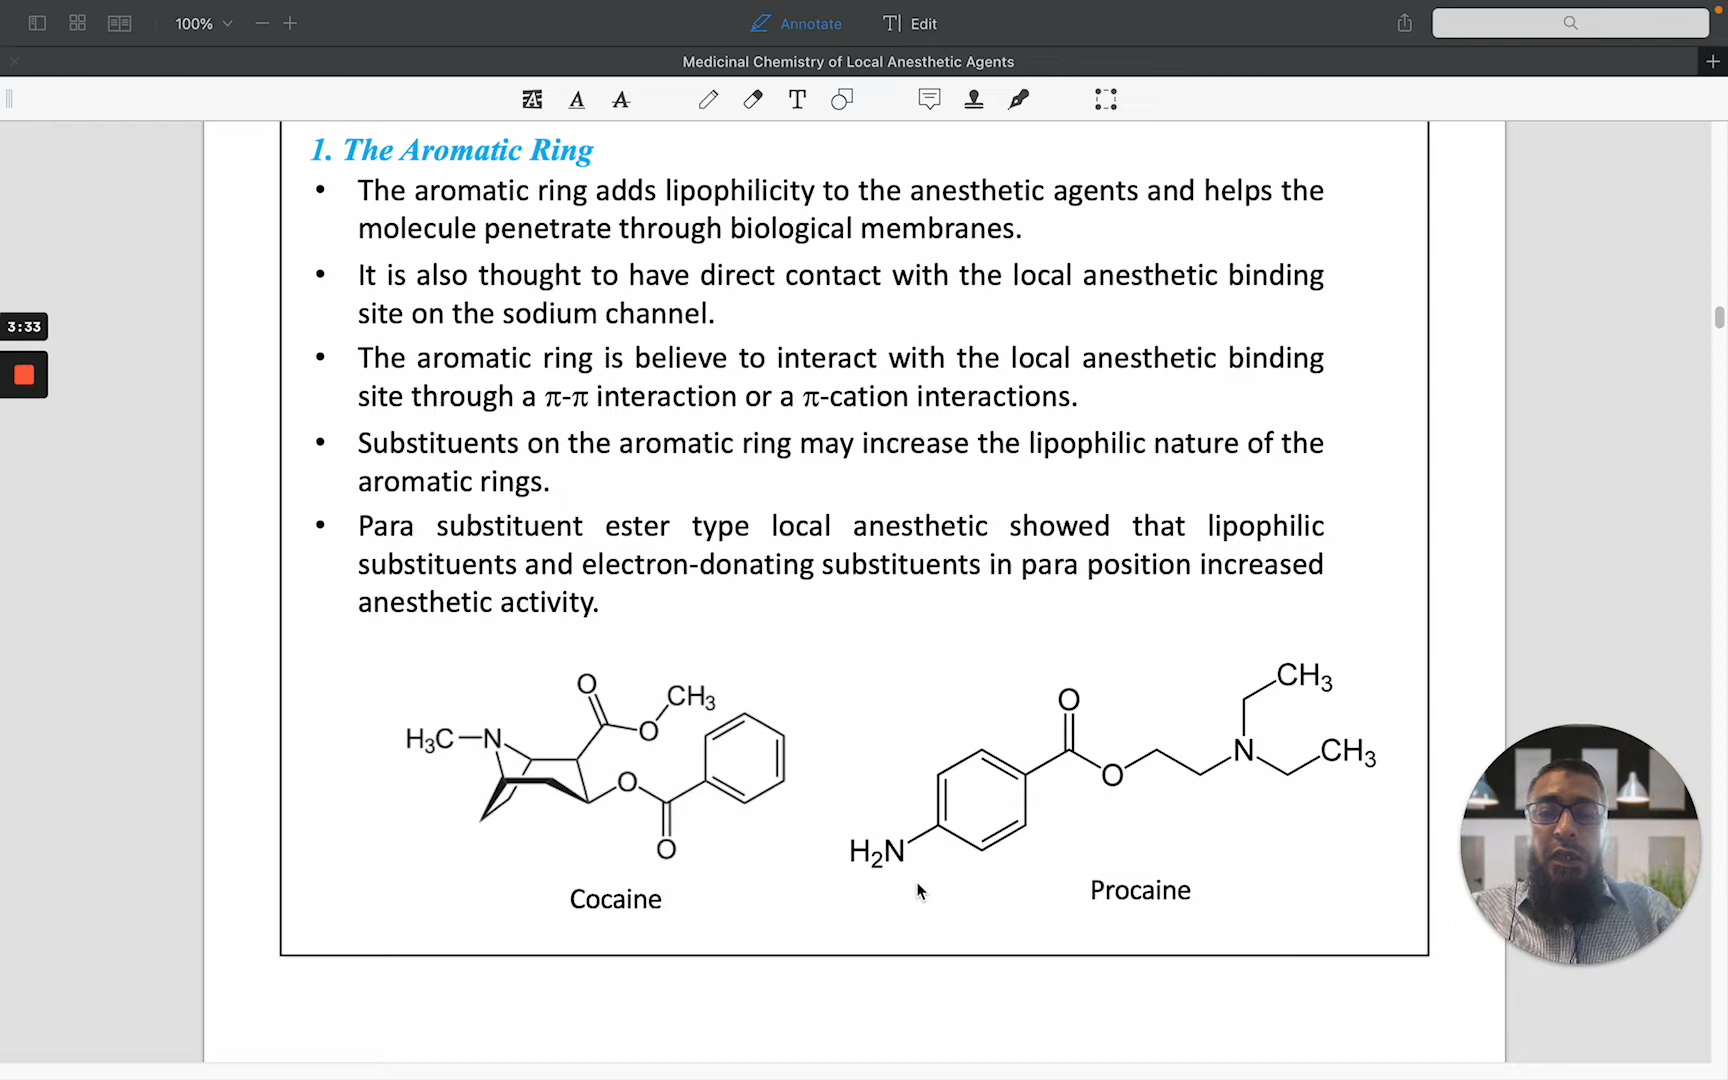 100%
Annotate
T Edit
Medicinal Chemistry of Local Anesthetic Agents
A A A T
1. The Aromatic Ring
• The aromatic ring adds lipophilicity to the anesthetic agents and helps the
molecule penetrate through biological membranes.
• It is also thought to have direct contact with the local anesthetic binding
site on the sodium channel.
3:33
• The aromatic ring is believe to interact with the local anesthetic binding
site through a π-π interaction or a π-cation interactions.
• Substituents on the aromatic ring may increase the lipophilic nature of the
aromatic rings.
• Para substituent ester type local anesthetic showed that lipophilic
substituents and electron-donating substituents in para position increased
anesthetic activity.
O
CH₃
H₃C N
O
O
O
Cocaine
CH₃
O
N
CH₃
O
H₂N
Procaine